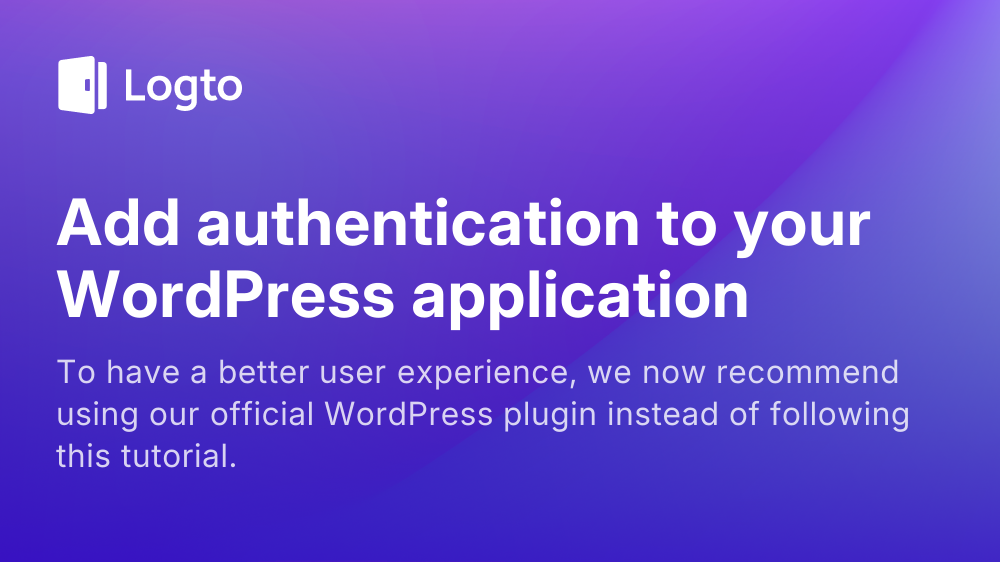 Logto
Add authentication to your
WordPress application
To have a better user experience, we now recommend
using our official WordPress plugin instead of following
this tutorial.